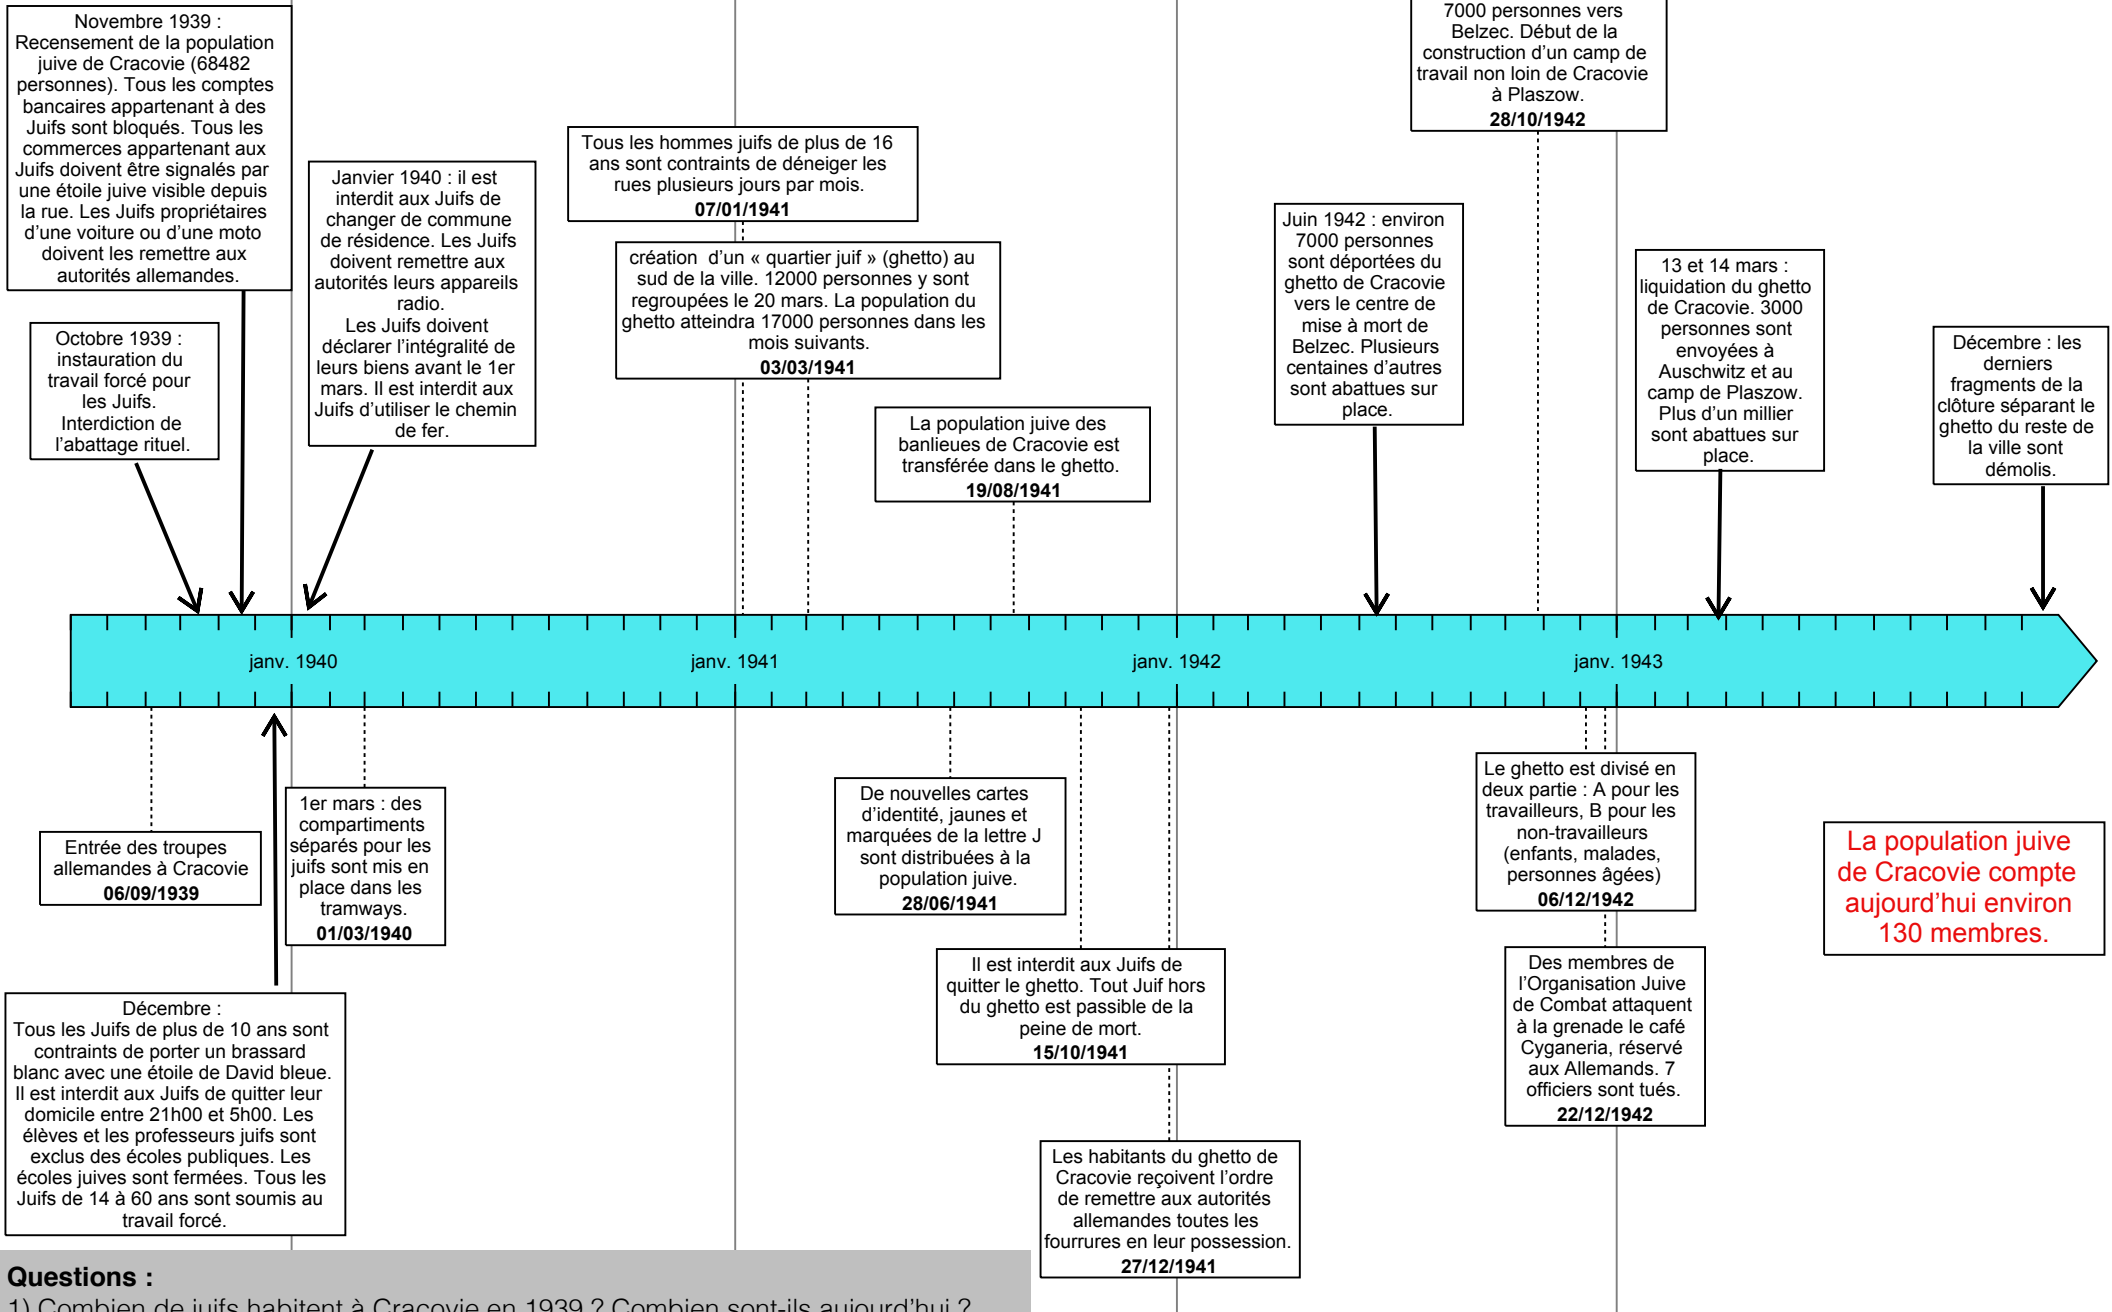 Novembre 1939 :
Recensement de la population
juive de Cracovie (68482
personnes). Tous les comptes
bancaires appartenant à des
Juifs sont bloqués. Tous les
commerces appartenant aux
Juifs doivent être signalés par
une étoile juive visible depuis
la rue. Les Juifs propriétaires
d'une voiture ou d'une moto
doivent les remettre aux
autorités allemandes.
Octobre 1939 :
instauration du
travail forcé pour
les Juifs.
Interdiction de
l'abattage rituel.
Janvier 1940 : il est
interdit aux Juifs de
changer de commune
de résidence. Les Juifs
doivent remettre aux
autorités leurs appareils
radio.
Les Juifs doivent
déclarer l'intégralité de
leurs biens avant le 1er
mars. Il est interdit aux
Juifs d'utiliser le chemin
de fer.
Tous les hommes juifs de plus de 16
ans sont contraints de déneiger les
rues plusieurs jours par mois.
07/01/1941
création  d'un « quartier juif » (ghetto) au
sud de la ville. 12000 personnes y sont
regroupées le 20 mars. La population du
ghetto atteindra 17000 personnes dans les
mois suivants.
03/03/1941
La population juive des
banlieues de Cracovie est
transférée dans le ghetto.
19/08/1941
Juin 1942 : environ
7000 personnes
sont déportées du
ghetto de Cracovie
vers le centre de
mise à mort de
Belzec. Plusieurs
centaines d'autres
sont abattues sur
place.
7000 personnes vers
Belzec. Début de la
construction d'un camp de
travail non loin de Cracovie
à Plaszow.
28/10/1942
13 et 14 mars :
liquidation du ghetto
de Cracovie. 3000
personnes sont
envoyées à
Auschwitz et au
camp de Plaszow.
Plus d'un millier
sont abattues sur
place.
Décembre : les
derniers
fragments de la
clôture séparant le
ghetto du reste de
la ville sont
démolis.
janv. 1940
janv. 1941
janv. 1942
janv. 1943
Entrée des troupes
allemandes à Cracovie
06/09/1939
1er mars : des
compartiments
séparés pour les
juifs sont mis en
place dans les
tramways.
01/03/1940
Décembre :
Tous les Juifs de plus de 10 ans sont
contraints de porter un brassard
blanc avec une étoile de David bleue.
Il est interdit aux Juifs de quitter leur
domicile entre 21h00 et 5h00. Les
élèves et les professeurs juifs sont
exclus des écoles publiques. Les
écoles juives sont fermées. Tous les
Juifs de 14 à 60 ans sont soumis au
travail forcé.
De nouvelles cartes
d'identité, jaunes et
marquées de la lettre J
sont distribuées à la
population juive.
28/06/1941
Il est interdit aux Juifs de
quitter le ghetto. Tout Juif hors
du ghetto est passible de la
peine de mort.
15/10/1941
Les habitants du ghetto de
Cracovie reçoivent l'ordre
de remettre aux autorités
allemandes toutes les
fourrures en leur possession.
27/12/1941
Le ghetto est divisé en
deux partie : A pour les
travailleurs, B pour les
non-travailleurs
(enfants, malades,
personnes âgées)
06/12/1942
Des membres de
l'Organisation Juive
de Combat attaquent
à la grenade le café
Cyganeria, réservé
aux Allemands. 7
officiers sont tués.
22/12/1942
La population juive
de Cracovie compte
aujourd'hui environ
130 membres.
Questions :
1) Combien de juifs habitent à Cracovie en 1939 ? Combien sont-ils aujourd'hui ?